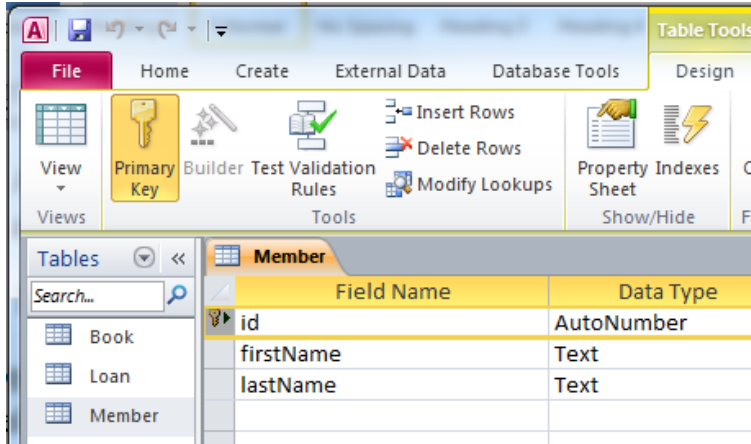 Table Tools
File Home Create External Data Database Tools Design
View Primary Key Builder Test Validation Rules Insert Rows Delete Rows Modify Lookups Property Sheet Indexes
Views Tools Show/Hide F
Tables Member
Search... Field Name Data Type
Book id AutoNumber
Loan firstName Text
Member lastName Text